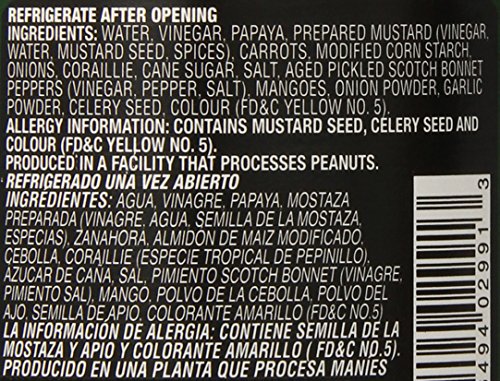 REFRIGERATE AFTER OPENING
INGREDIENTS: WATER, VINEGAR, PAPAYA, PREPARED MUSTARD (VINEGAR,
WATER, MUSTARD SEED, SPICES), CARROTS, MODIFIED CORN STARCH,
ONIONS, CORAILLIE, CANE SUGAR, SALT, AGED PICKLED SCOTCH BONNET
PEPPERS (VINEGAR, PEPPER, SALT), MANGOES, ONION POWDER, GARLIC
POWDER, CELERY SEED, COLOUR (FD&C YELLOW NO. 5).
ALLERGY INFORMATION: CONTAINS MUSTARD SEED, CELERY SEED AND
COLOUR (FD&C YELLOW NO. 5).
PRODUCED IN A FACILITY THAT PROCESSES PEANUTS.
REFRIGERADO UNA VEZ ABIERTO
INGREDIENTES: AGUA, VINAGRE, PAPAYA, MOSTAZA
PREPARADA (VINAGRE, AGUA, SEMILLA DE LA MOSTAZA,
ESPECIAS), ZANAHORA, ALMIDON DE MAIZ MODIFICADO,
CEBOLLA, CORAILLIE (ESPECIE TROPICAL DE PEPINILLO),
AZUCAR DE CANA, SAL, PIMIENTO SCOTCH BONNET (VINAGRE,
PIMIENTO SAL), MANGO, POLVO DE LA CEBOLLA, POLVO DEL
AJO, SEMILLA DE APIO, COLORANTE AMARILLO (FD&C NO.5)
LA INFORMACIÓN DE ALERGIA: CONTIENE SEMILLA DE LA
MOSTAZA Y APIO Y COLORANTE AMARILLO ( FD&C NO.5).
PRODUCIDO EN UNA PLANTA QUE PROCESA MANIES
494 02991 3